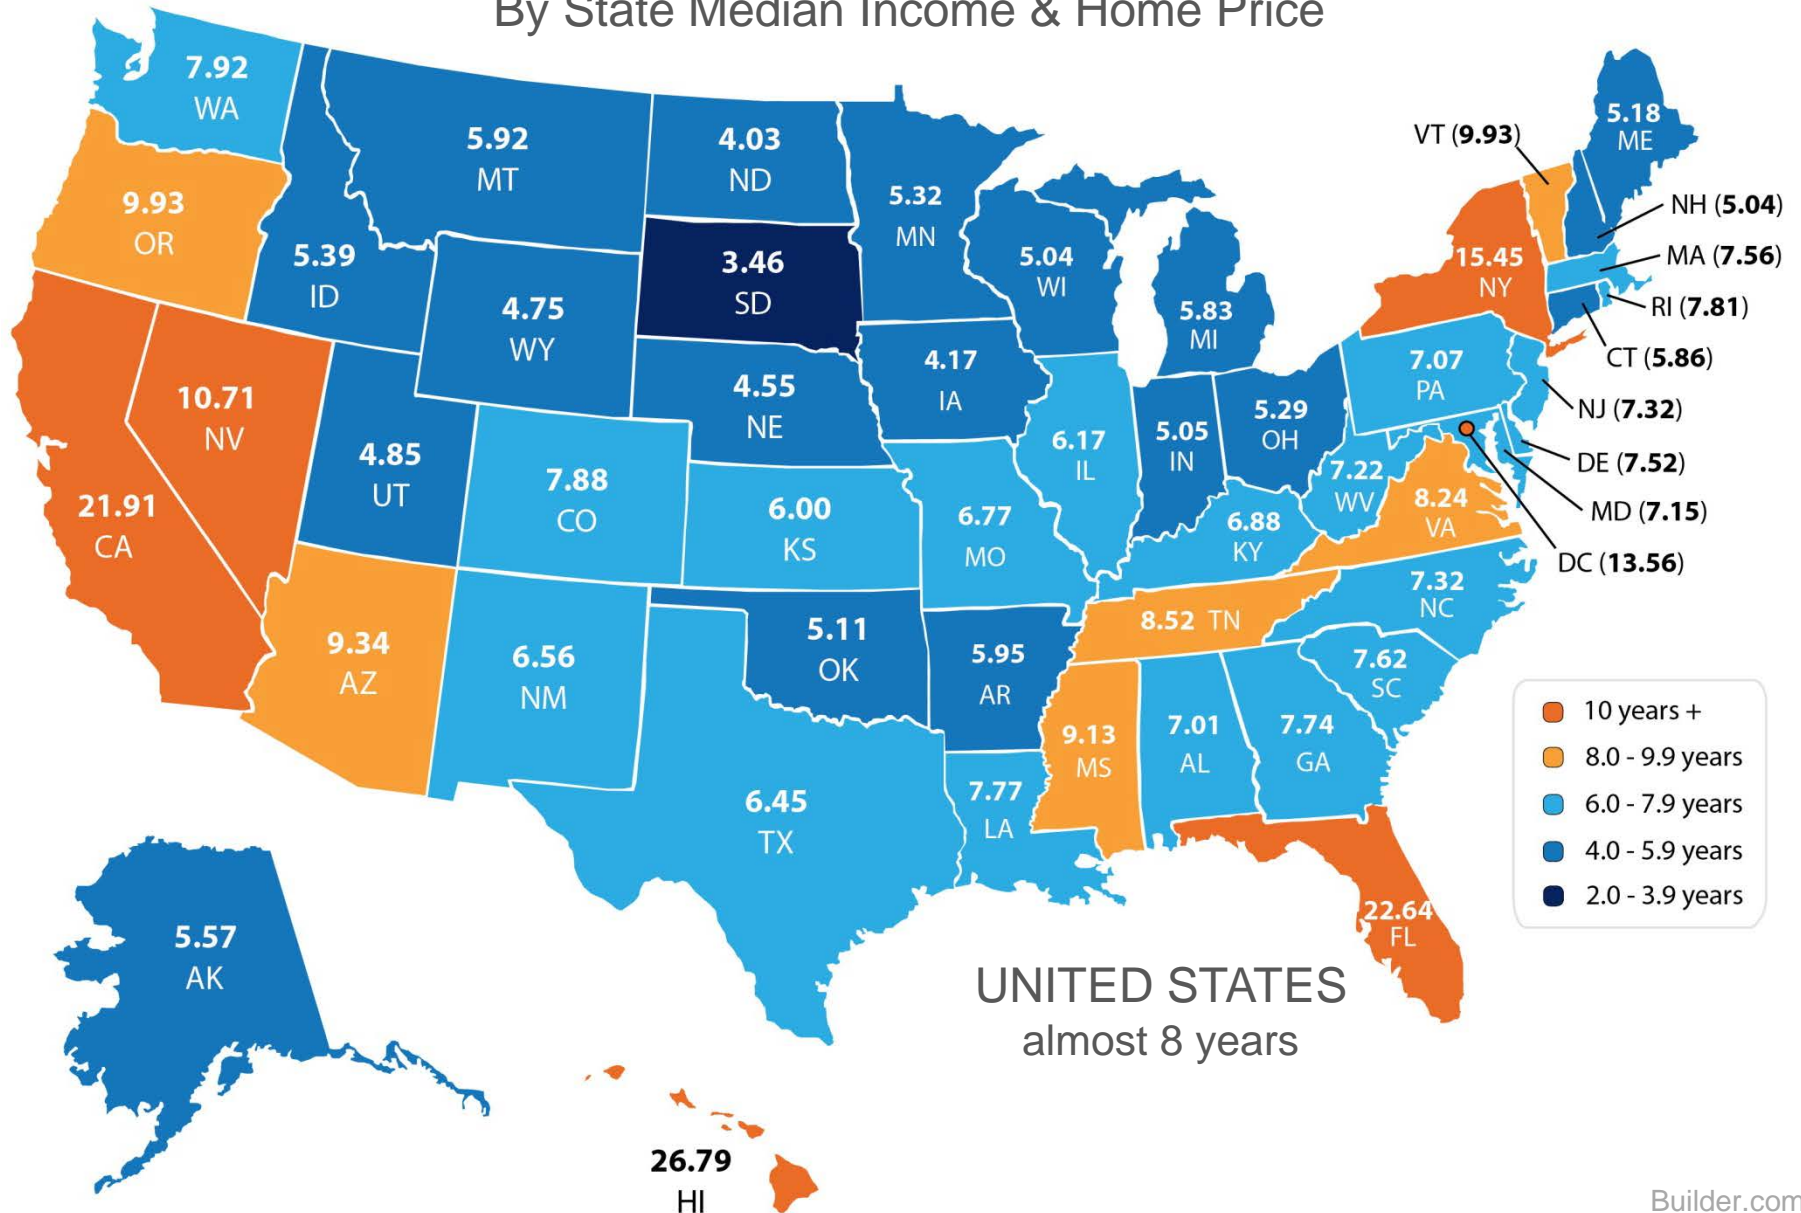 By State Median Income & Home Price
7.92
WA
9.93
OR
5.39
ID
5.92
MT
4.03
ND
3.46
SD
4.75
WY
4.55
NE
5.32
MN
5.04
WI
5.83
MI
4.17
IA
10.71
NV
21.91
CA
4.85
UT
7.88
CO
6.00
KS
6.77
MO
6.17
IL
5.05
IN
5.29
OH
7.07
PA
15.45
NY
5.18
ME
VT (9.93)
NH (5.04)
MA (7.56)
RI (7.81)
CT (5.86)
NJ (7.32)
DE (7.52)
MD (7.15)
DC (13.56)
7.22
WV
8.24
VA
6.88
KY
7.32
NC
8.52 TN
9.34
AZ
6.56
NM
5.11
OK
5.95
AR
7.62
SC
9.13
MS
7.01
AL
7.74
GA
6.45
TX
7.77
LA
22.64
FL
5.57
AK
26.79
HI
10 years +
8.0 - 9.9 years
6.0 - 7.9 years
4.0 - 5.9 years
2.0 - 3.9 years
UNITED STATES
almost 8 years
Builder.com